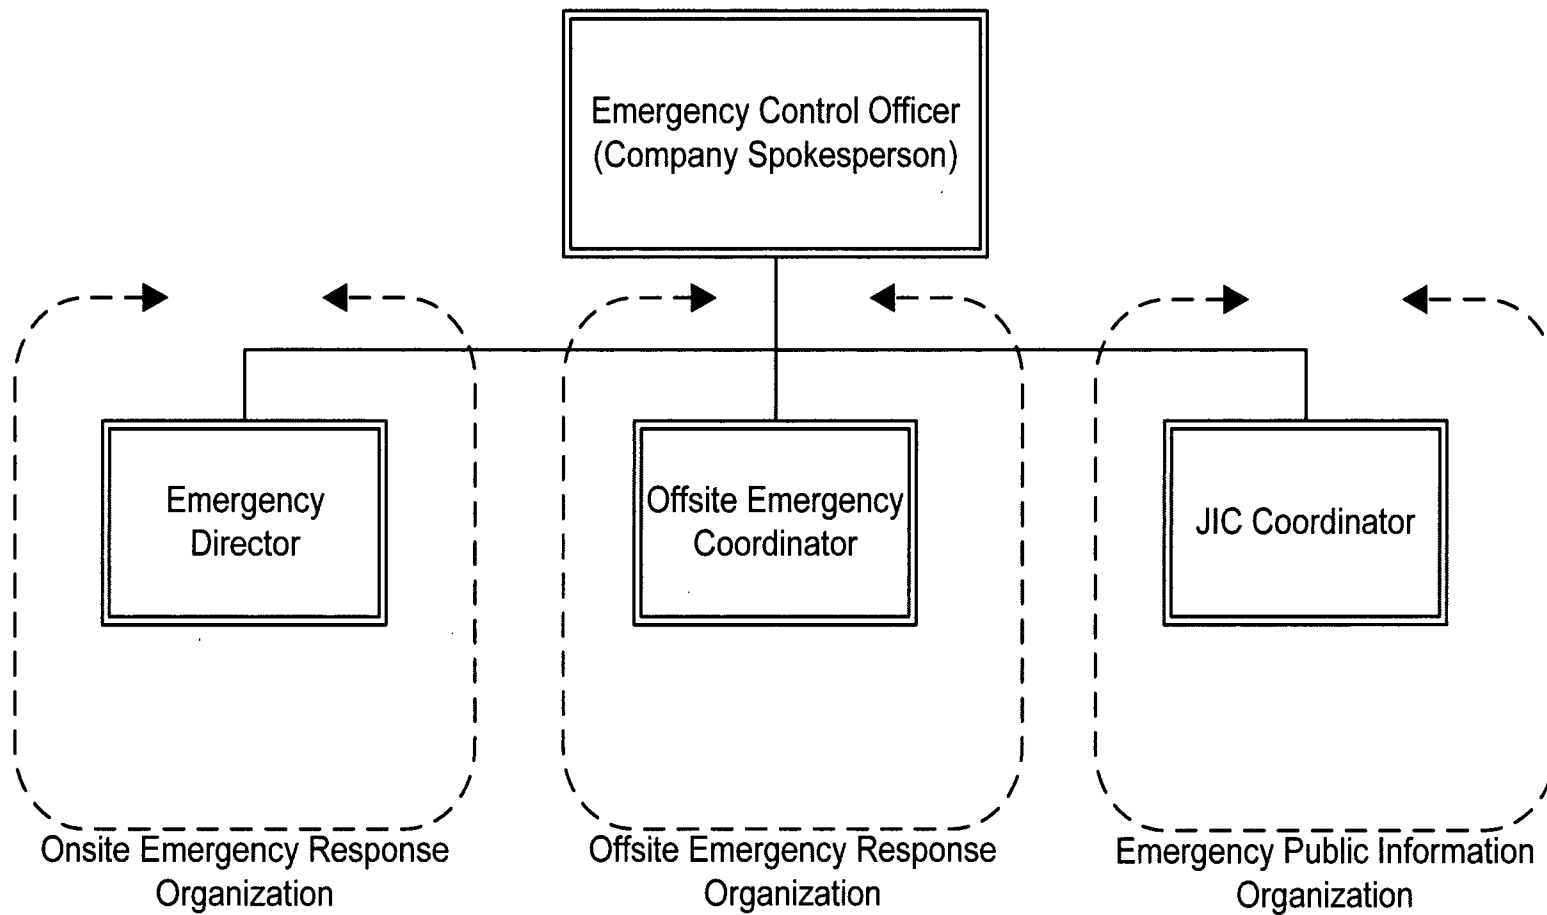 Emergency Control Officer
(Company Spokesperson)
Emergency
Director
Offsite Emergency
Coordinator
JIC Coordinator
Onsite Emergency Response
Organization
Offsite Emergency Response
Organization
Emergency Public Information
Organization